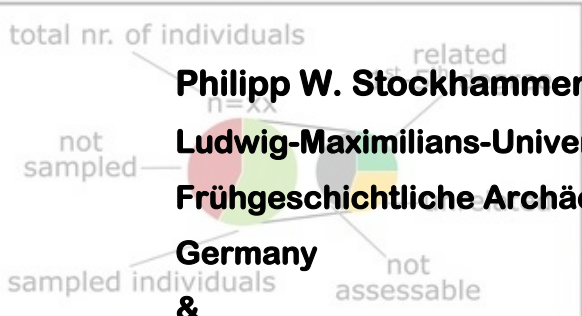 total nr. of individuals
related
Philipp W. Stockhammer
n=xx
not
sampled
Ludwig-Maximilians-Univer
Frühgeschichtliche Archäo
Germany
not
assessable
sampled individuals
&